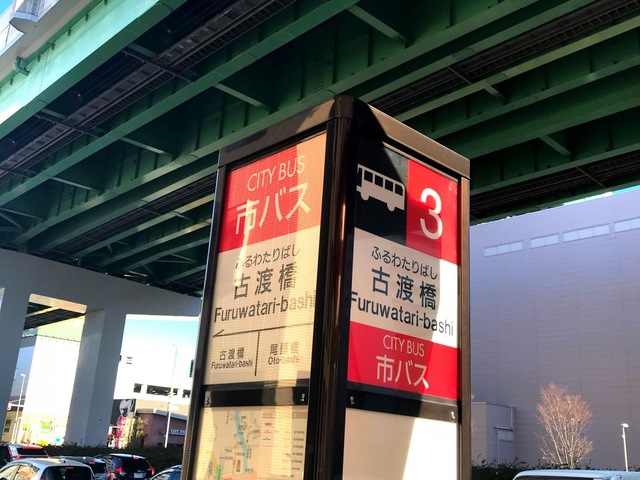 CITY BUS
市バス
ふるわたりばし
古渡橋
Furuwatari-bashi
古渡橋
Furuwatari-bashi
尾頭橋
Oto-bashi
3
ふるわたりばし
古渡橋
Furuwatari-bashi
CITY BUS
市バス